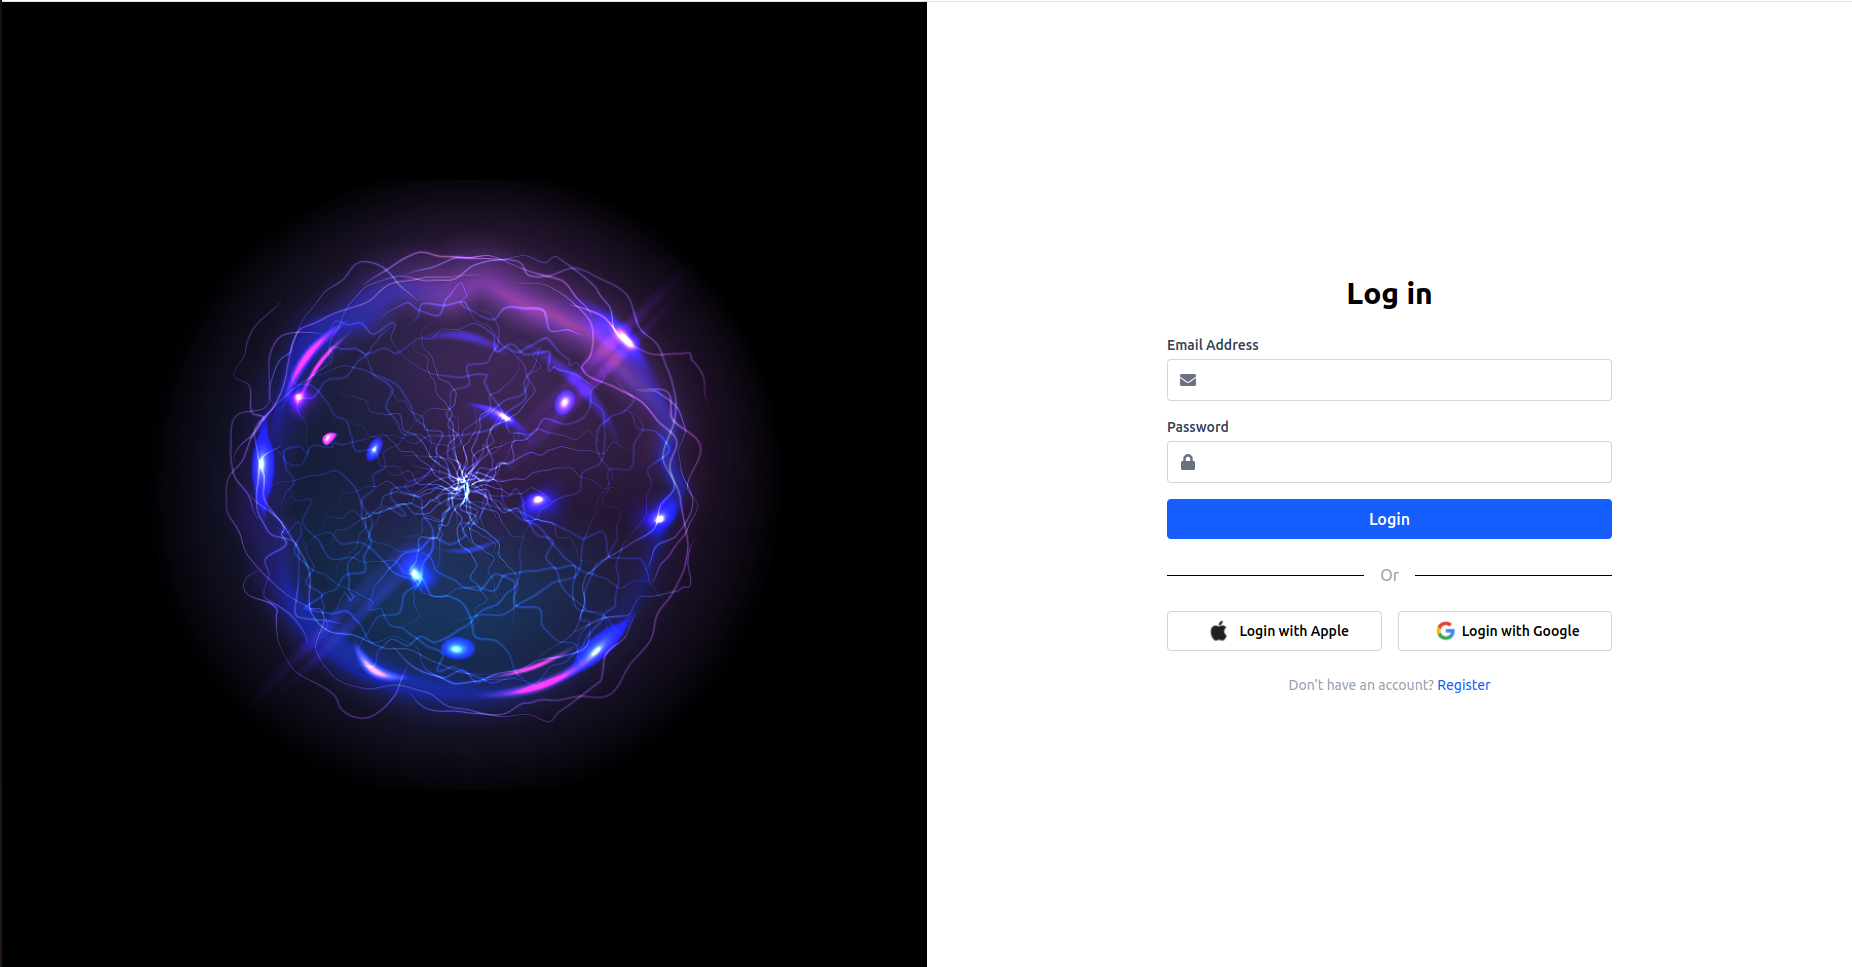 Log in
Email Address
Password
Login
Or
Login with Apple
Login with Google
Don't have an account? Register